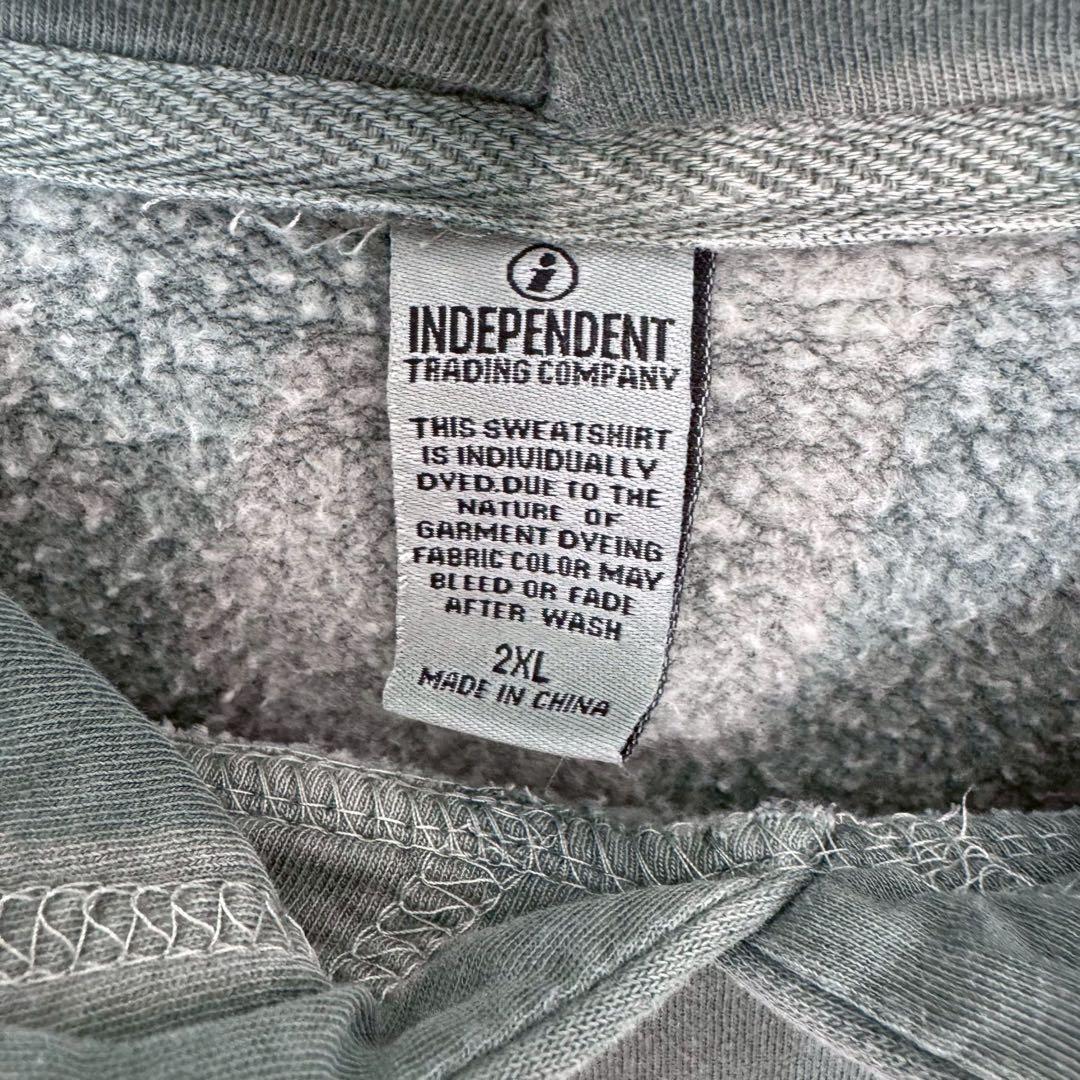 i
INDEPENDENT
TRADING COMPANY
THIS SWEATSHIRT
IS INDIVIDUALLY
DYED.DUE TO THE
NATURE OF
GARMENT DYEING
FABRIC COLOR MAY
BLEED OR FADE
AFTER WASH
2XL
MADE IN CHINA